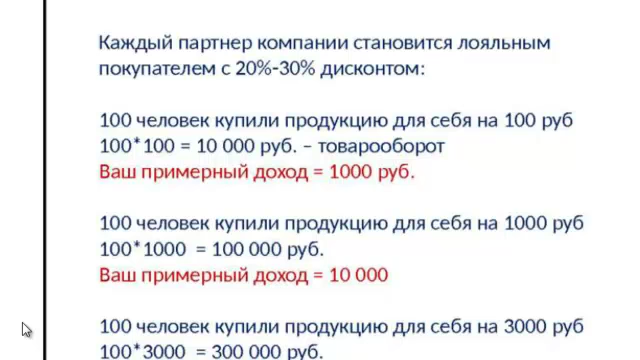 Каждый партнер компании становится лояльным
покупателем с 20%-30% дисконтом:
100 человек купили продукцию для себя на 100 руб
100*100 = 10 000 руб. – товарооборот
Ваш примерный доход = 1000 руб.
100 человек купили продукцию для себя на 1000 руб
100*1000 = 100 000 руб.
Ваш примерный доход = 10 000
100 человек купили продукцию для себя на 3000 руб
100*3000 = 300 000 руб.